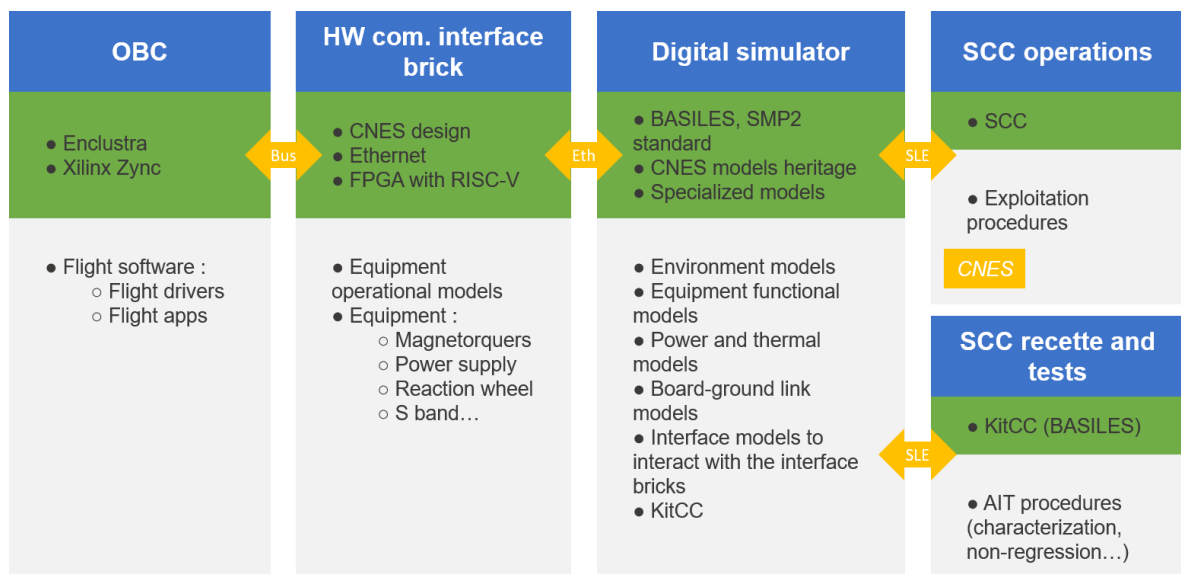 OBC
● Enclustra
● Xilinx Zync
● Flight software :
○ Flight drivers
○ Flight apps
Bus
HW com. interface
brick
● CNES design
● Ethernet
● FPGA with RISC-V
● Equipment
operational models
● Equipment :
○ Magnetorquers
○ Power supply
○ Reaction wheel
○ S band…
Eth
Digital simulator
● BASILES, SMP2
standard
● CNES models heritage
● Specialized models
● Environment models
● Equipment functional
models
● Power and thermal
models
● Board-ground link
models
● Interface models to
interact with the interface
bricks
● KitCC
SLE
SCC operations
● SCC
● Exploitation
procedures
CNES
SLE
SCC recette and
tests
● KitCC (BASILES)
● AIT procedures
(characterization,
non-regression…)